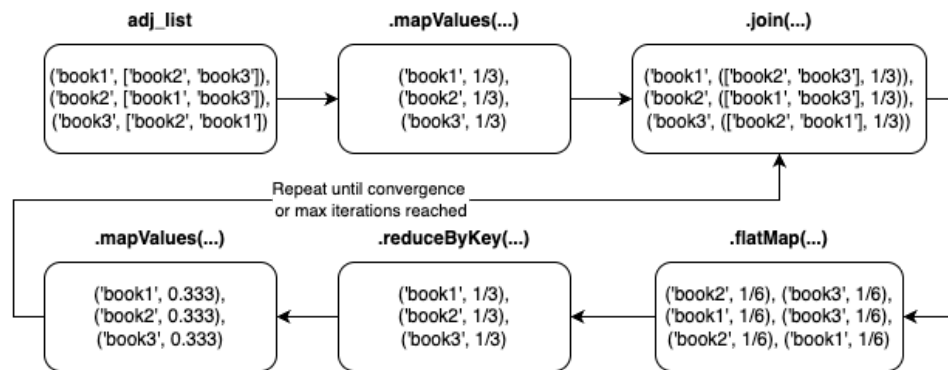 adj_list
('book1', ['book2', 'book3']),
('book2', ['book1', 'book3']),
('book3', ['book2', 'book1'])
.mapValues(...)
('book1', 1/3),
('book2', 1/3),
('book3', 1/3)
.join(...)
('book1', (['book2', 'book3'], 1/3)),
('book2', (['book1', 'book3'], 1/3)),
('book3', (['book2', 'book1'], 1/3))
Repeat until convergence
or max iterations reached
.flatMap(...)
('book2', 1/6), ('book3', 1/6),
('book1', 1/6), ('book3', 1/6),
('book2', 1/6), ('book1', 1/6)
.reduceByKey(...)
('book1', 1/3),
('book2', 1/3),
('book3', 1/3)
.mapValues(...)
('book1', 0.333),
('book2', 0.333),
('book3', 0.333)